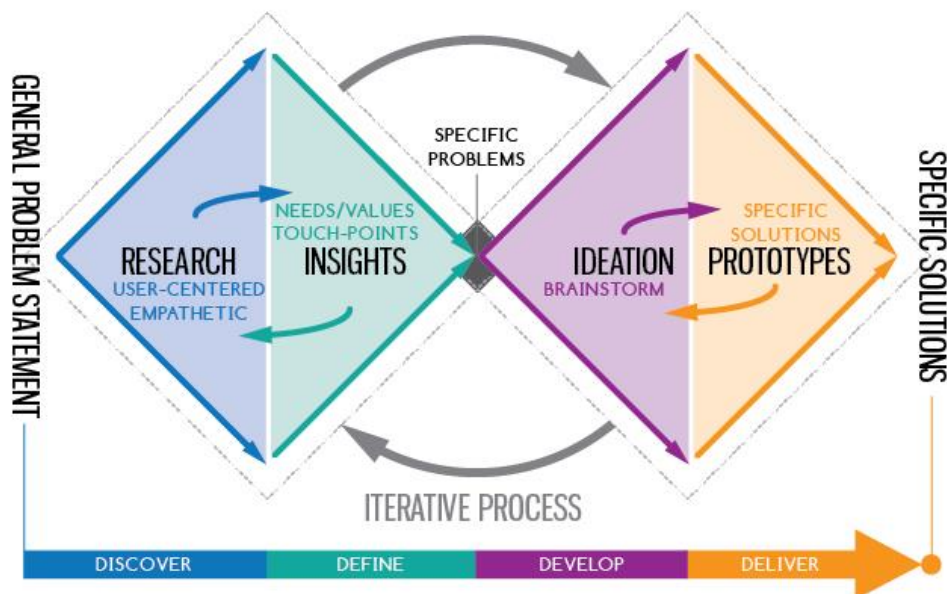 GENERAL PROBLEM STATEMENT
RESEARCH
USER-CENTERED
EMPATHETIC
NEEDS/VALUES
TOUCH-POINTS
INSIGHTS
SPECIFIC
PROBLEMS
IDEATION
BRAINSTORM
SPECIFIC
SOLUTIONS
PROTOTYPES
SPECIFIC SOLUTIONS
ITERATIVE PROCESS
DISCOVER
DEFINE
DEVELOP
DELIVER